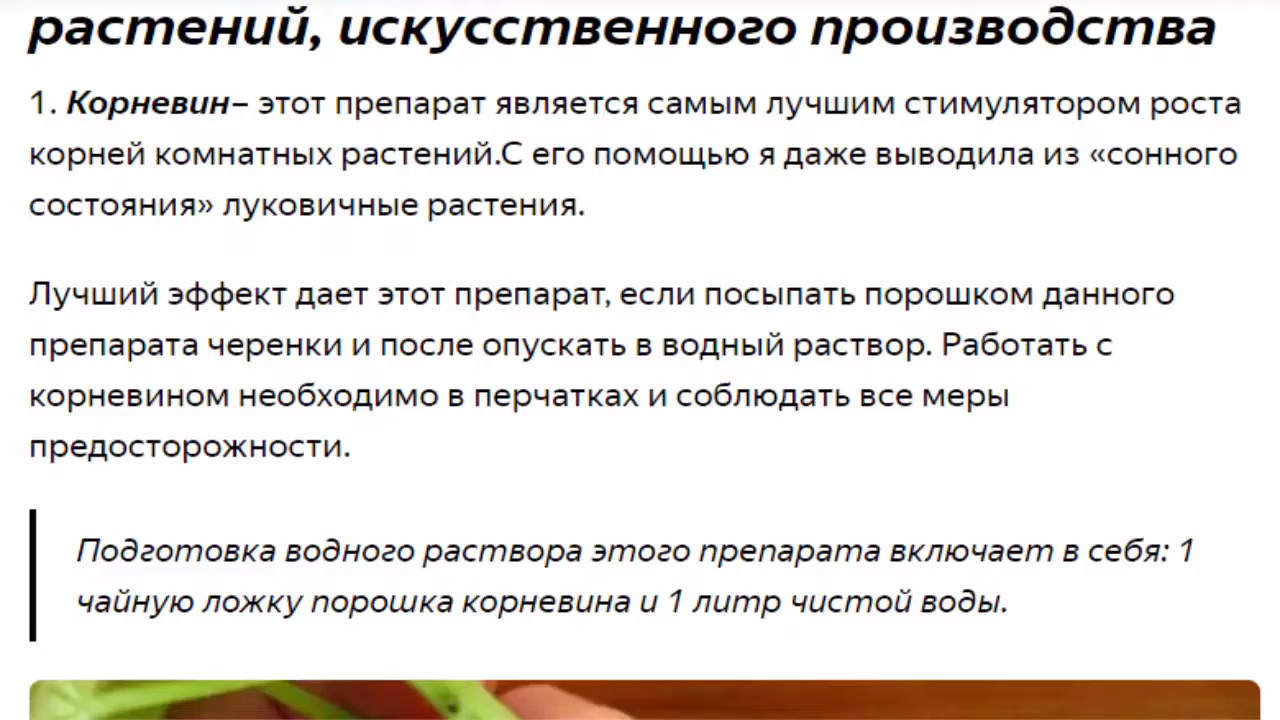 растений, искусственного производства
1. Корневин– этот препарат является самым лучшим стимулятором роста
корней комнатных растений.С его помощью я даже выводила из «сонного
состояния» луковичные растения.
Лучший эффект дает этот препарат, если посыпать порошком данного
препарата черенки и после опускать в водный раствор. Работать с
корневином необходимо в перчатках и соблюдать все меры
предосторожности.
Подготовка водного раствора этого препарата включает в себя: 1
чайную ложку порошка корневина и 1 литр чистой воды.